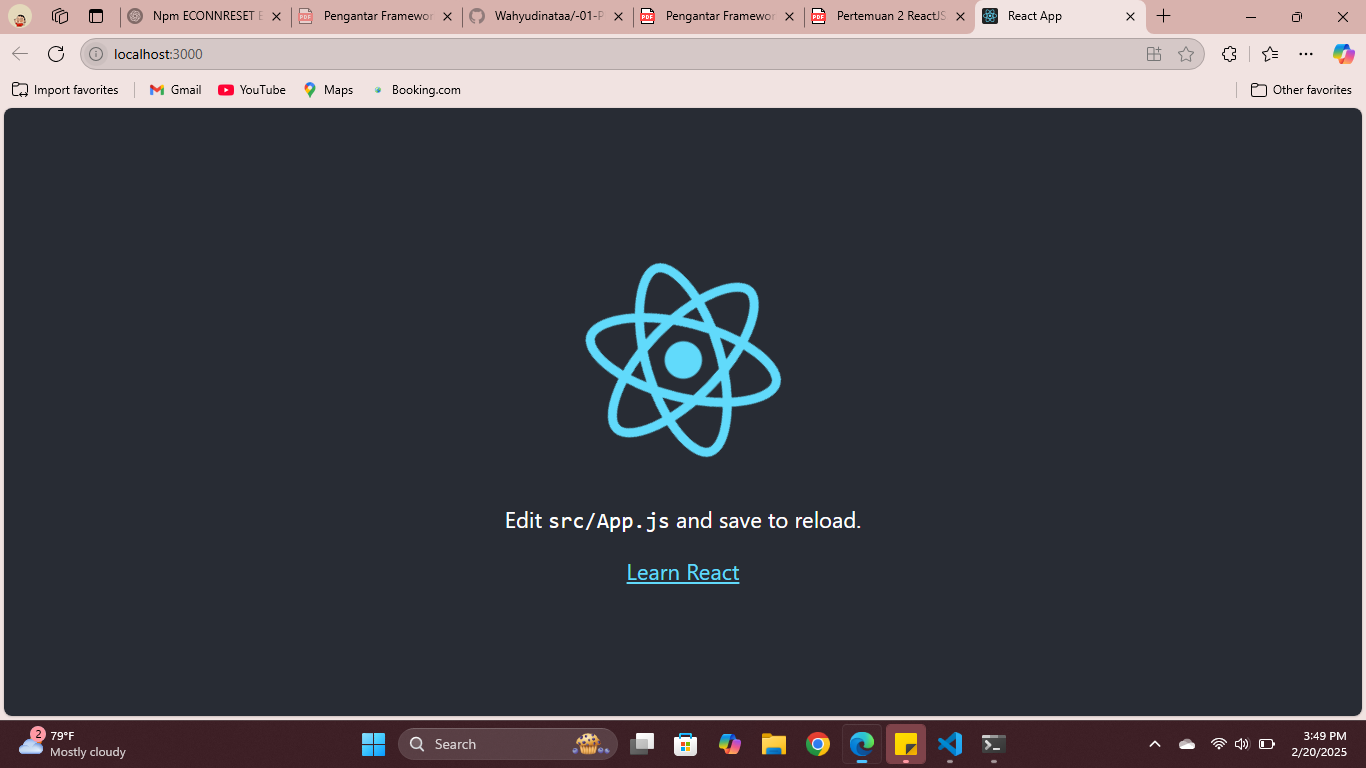 Npm ECONNRESET E
Pengantar Framewor
Wahyudinataa/-01-P
Pengantar Framewor
Pertemuan 2 ReactJS
React App
localhost:3000
Import favorites
Gmail
YouTube
Maps
Booking.com
Other favorites
Edit src/App.js and save to reload.
Learn React
2
79°F
Mostly cloudy
Search
3:49 PM
2/20/2025